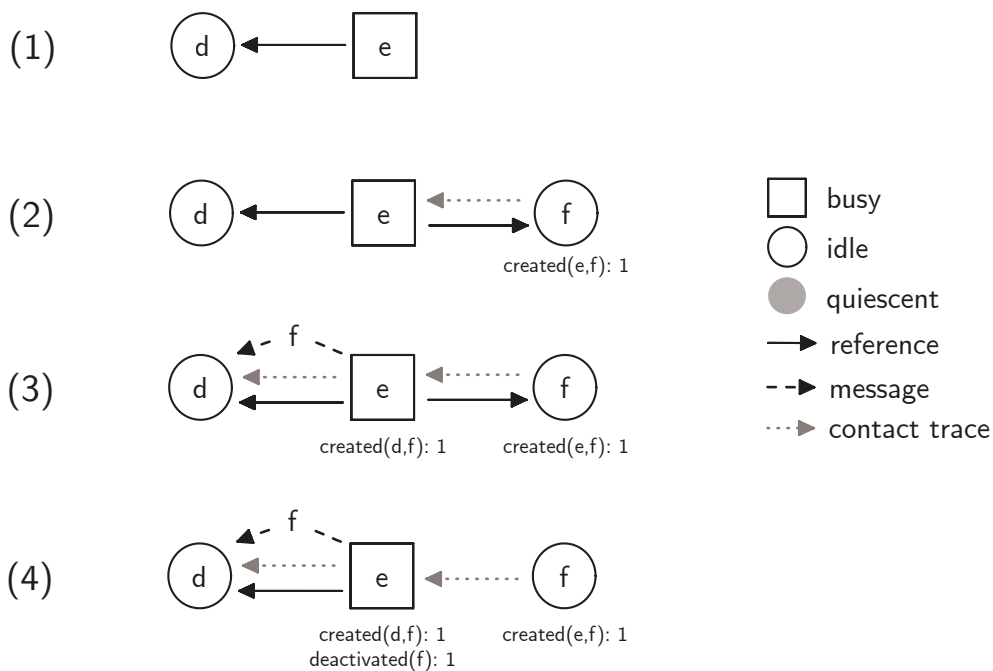 (1) d e
(2) d e f
created(e,f): 1
f
(3) d e f
created(d,f): 1 created(e,f): 1
f
(4) d e f
created(d,f): 1 created(e,f): 1
deactivated(f): 1
busy
idle
quiescent
reference
message
contact trace